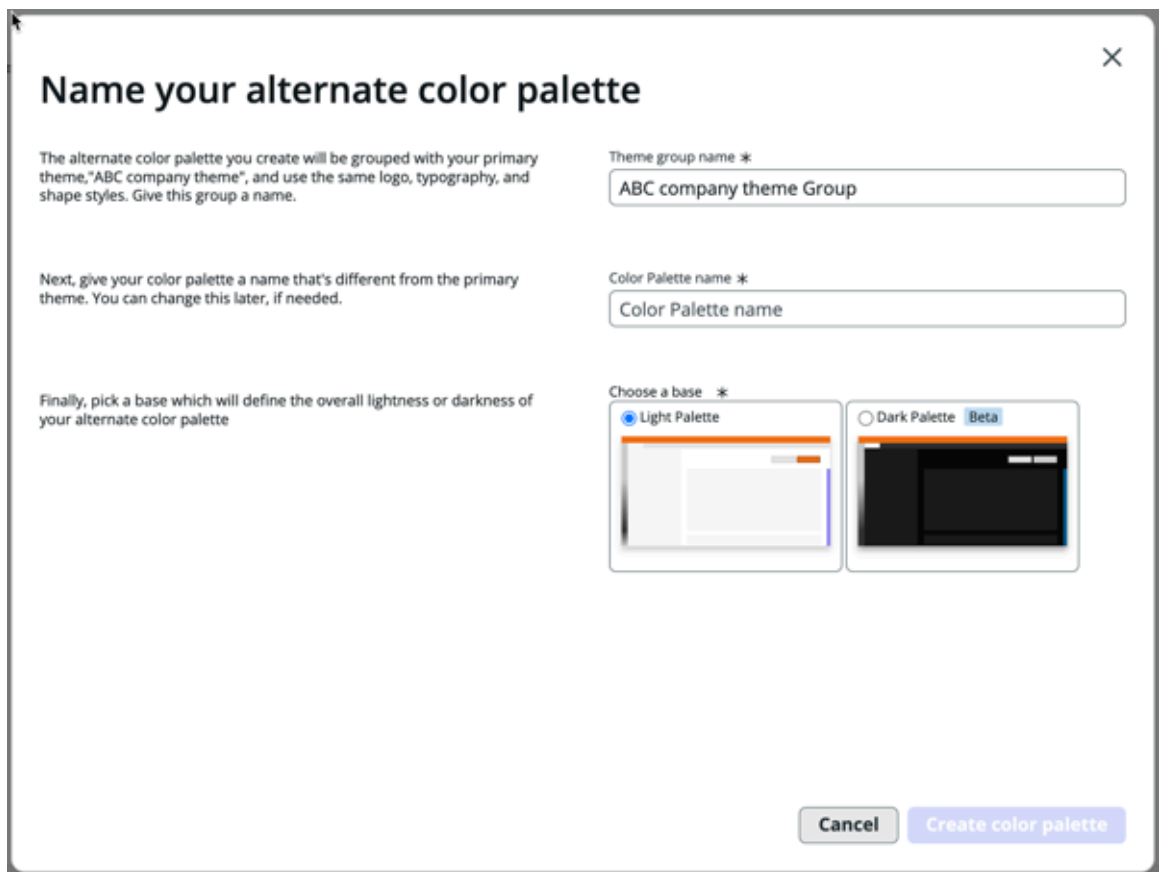 Name your alternate color palette
The alternate color palette you create will be grouped with your primary
theme,"ABC company theme", and use the same logo, typography, and
shape styles. Give this group a name.
Theme group name *
ABC company theme Group
Next, give your color palette a name that's different from the primary
theme. You can change this later, if needed.
Color Palette name *
Color Palette name
Finally, pick a base which will define the overall lightness or darkness of
your alternate color palette
Choose a base *
Light Palette
Dark Palette Beta
Cancel
Create color palette